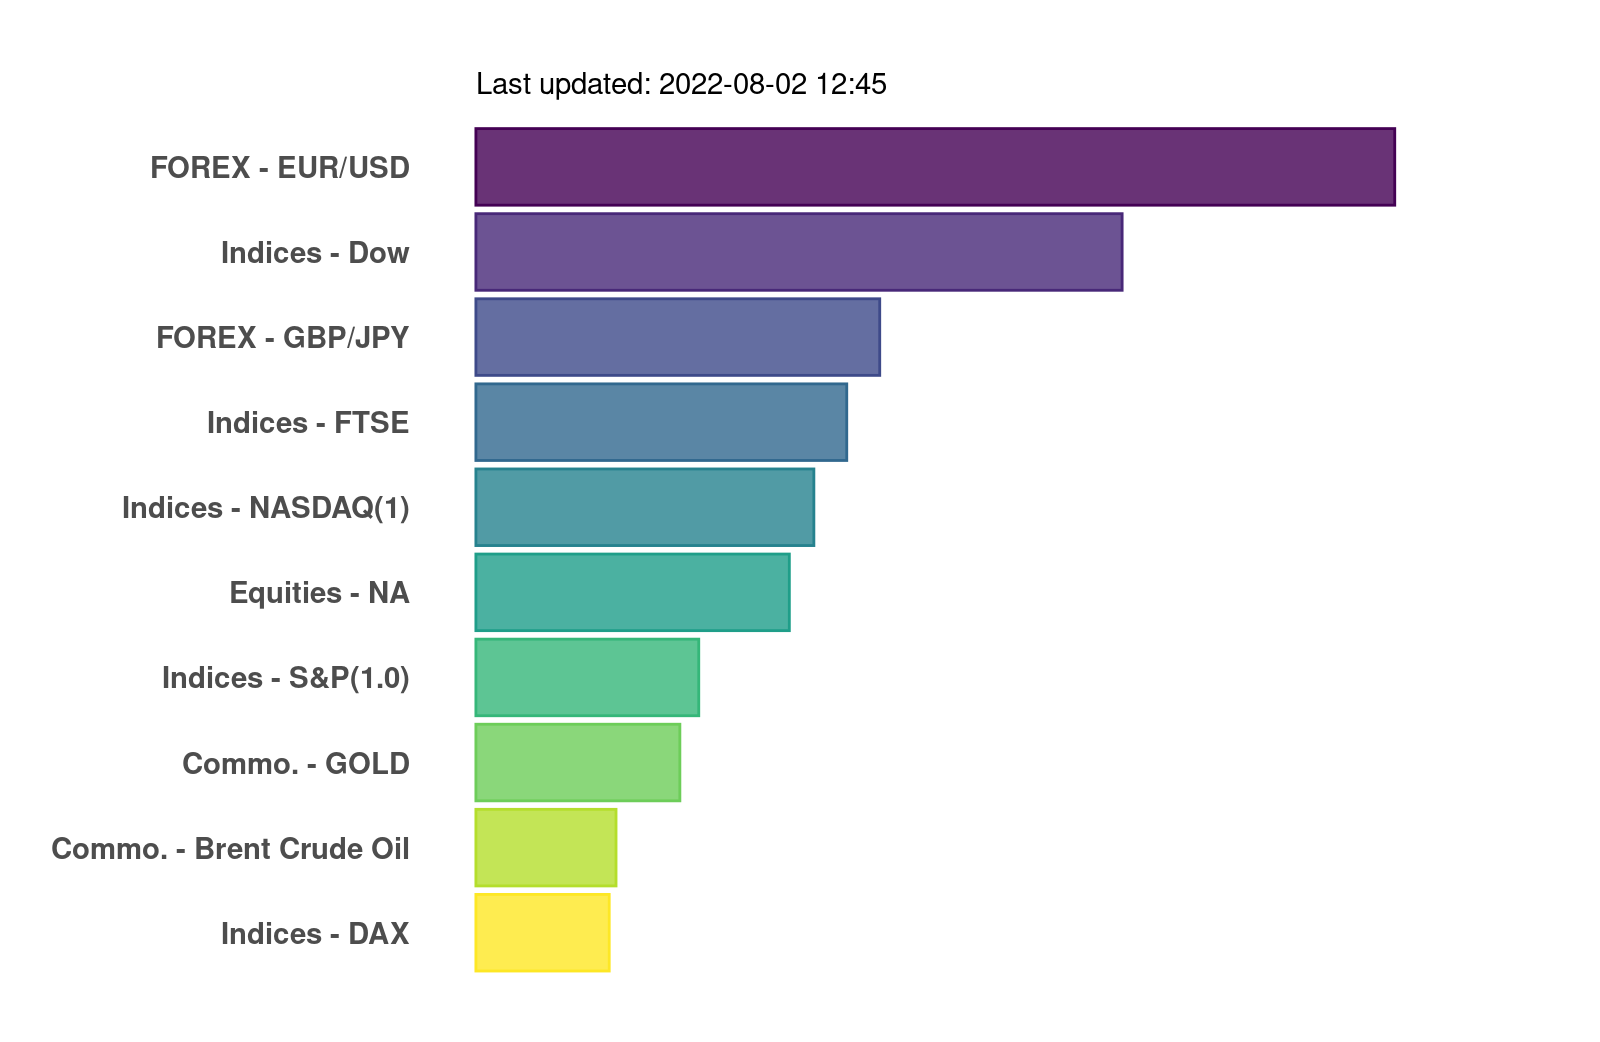 Last updated: 2022-08-02 12:45
FOREX - EUR/USD
Indices - Dow
FOREX - GBP/JPY
Indices - FTSE
Indices - NASDAQ(1)
Equities - NA
Indices - S&P(1.0)
Commo. - GOLD
Commo. - Brent Crude Oil
Indices - DAX